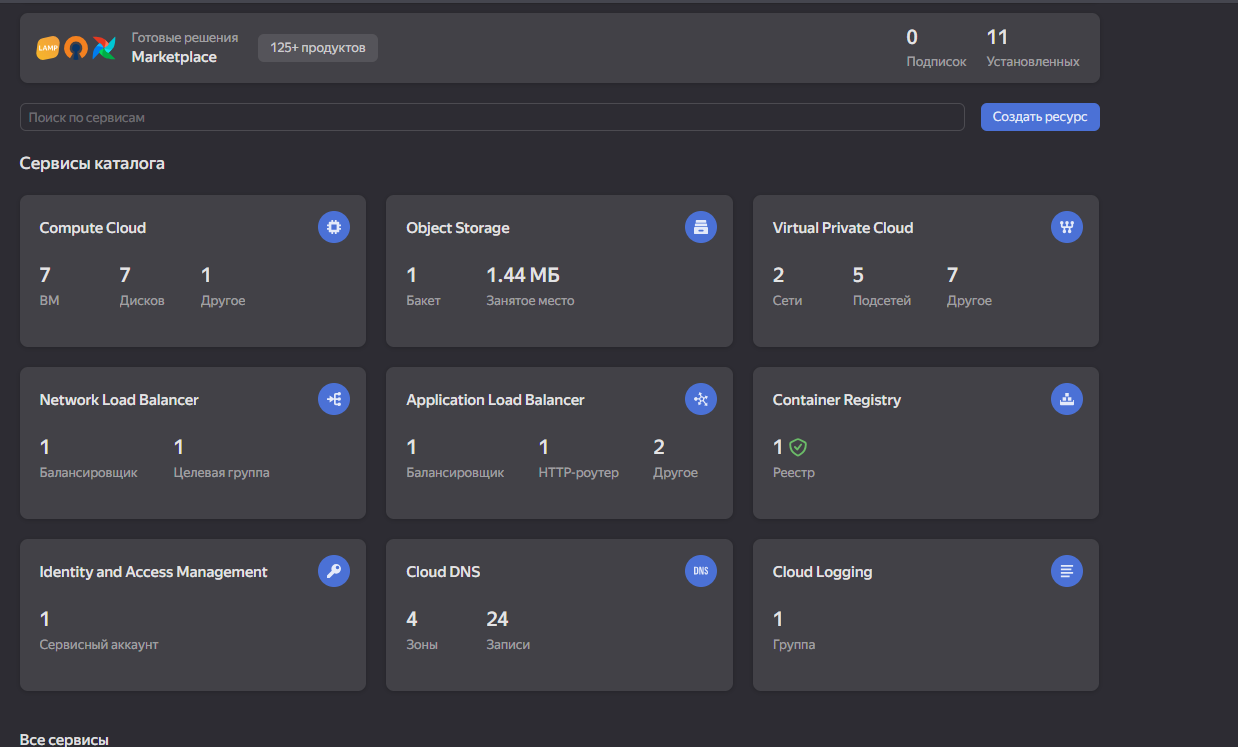 LAMP
Готовые решения
Marketplace
125+ продуктов
0
Подписок
11
Установленных
Поиск по сервисам
Создать ресурс
Сервисы каталога
Compute Cloud
7
ВМ
7
Дисков
1
Другое
Object Storage
1
Бакет
1.44 МБ
Занятое место
Virtual Private Cloud
2
Сети
5
Подсетей
7
Другое
Network Load Balancer
1
Балансировщик
1
Целевая группа
Application Load Balancer
1
Балансировщик
1
HTTP-роутер
2
Другое
Container Registry
1
Реестр
Identity and Access Management
1
Сервисный аккаунт
Cloud DNS
DNS
4
Зоны
24
Записи
Cloud Logging
1
Группа
Все сервисы